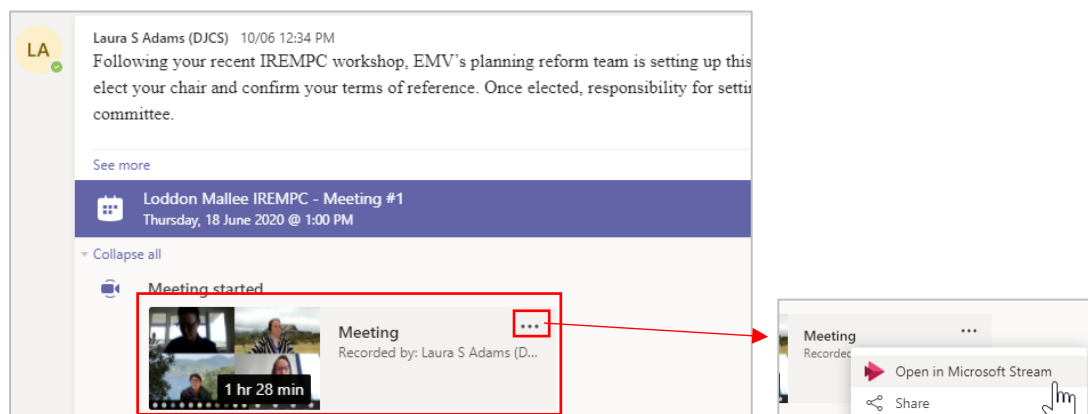 LA
Laura S Adams (DJCS) 10/06 12:34 PM
Following your recent IREMPC workshop, EMV's planning reform team is setting up this
elect your chair and confirm your terms of reference. Once elected, responsibility for
committee.
See more
Loddon Mallee IREMPC - Meeting #1
Thursday, 18 June 2020 @ 1:00 PM
Collapse all
Meeting started
Meeting
Recorded by: Laura S Adams (D...
1 hr 28 min
Meeting
Open in Microsoft Stream
Share